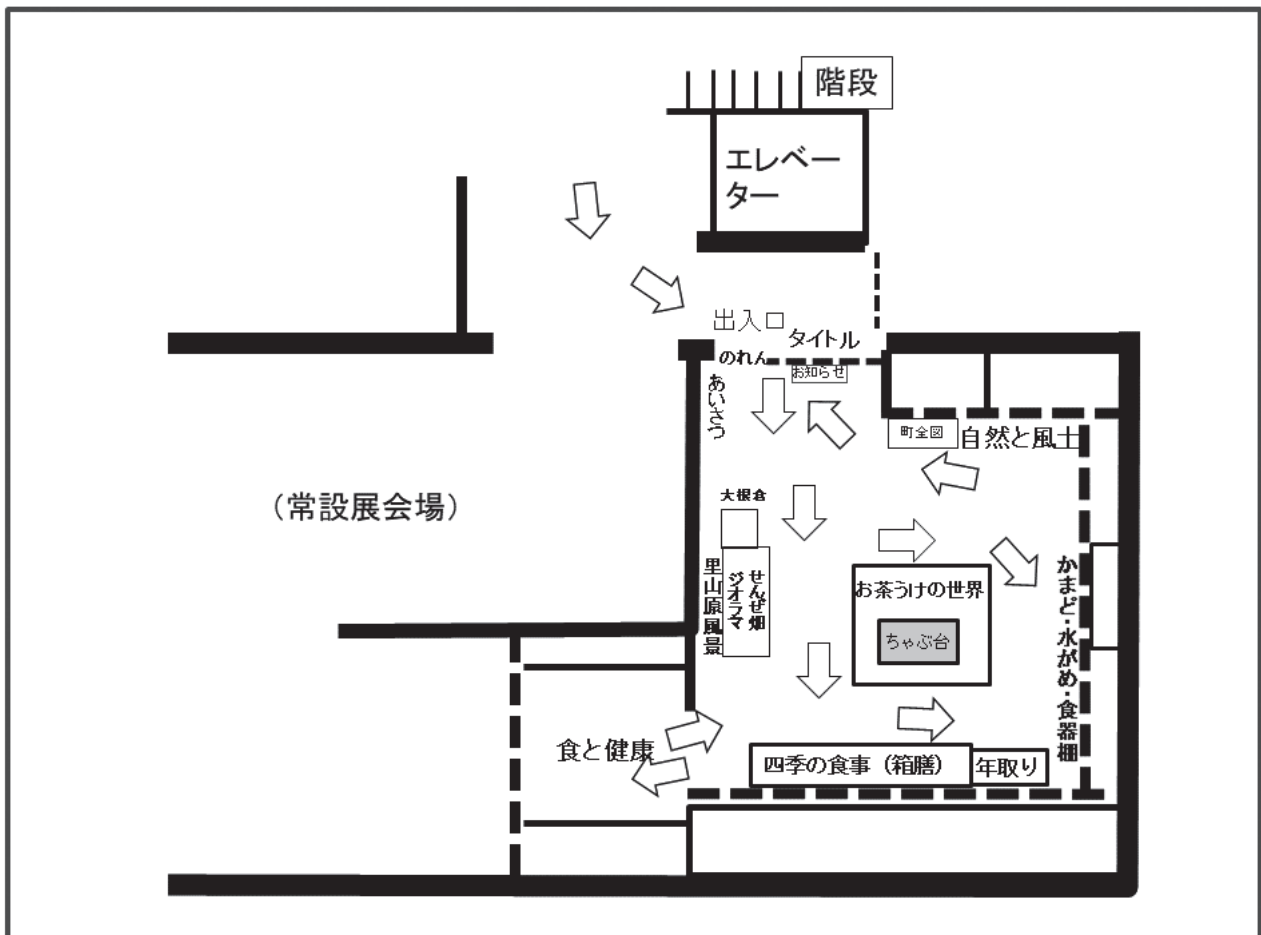 階段
エレベー
ター
出入口
タイトル
のれん
お知らせ
あいさつ
町全図
自然と風土
(常設展会場)
大根倉
里山原風景
せんぜ畑
ジオラマ
お茶うけの世界
ちゃぶ台
かまど・水がめ・食器棚
食と健康
四季の食事(箱膳)
年取り